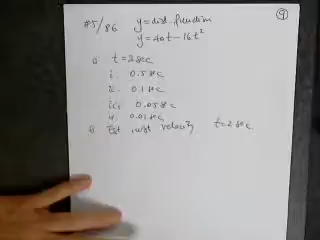 #5/86 y = dist. function
9
y = 40t - 16t²
a t = 2 sec
i. 0.5 sec
ii. 0.1 sec
iii. 0.05 sec
iv 0.01 sec
b) Est inst velocity t = 2 sec